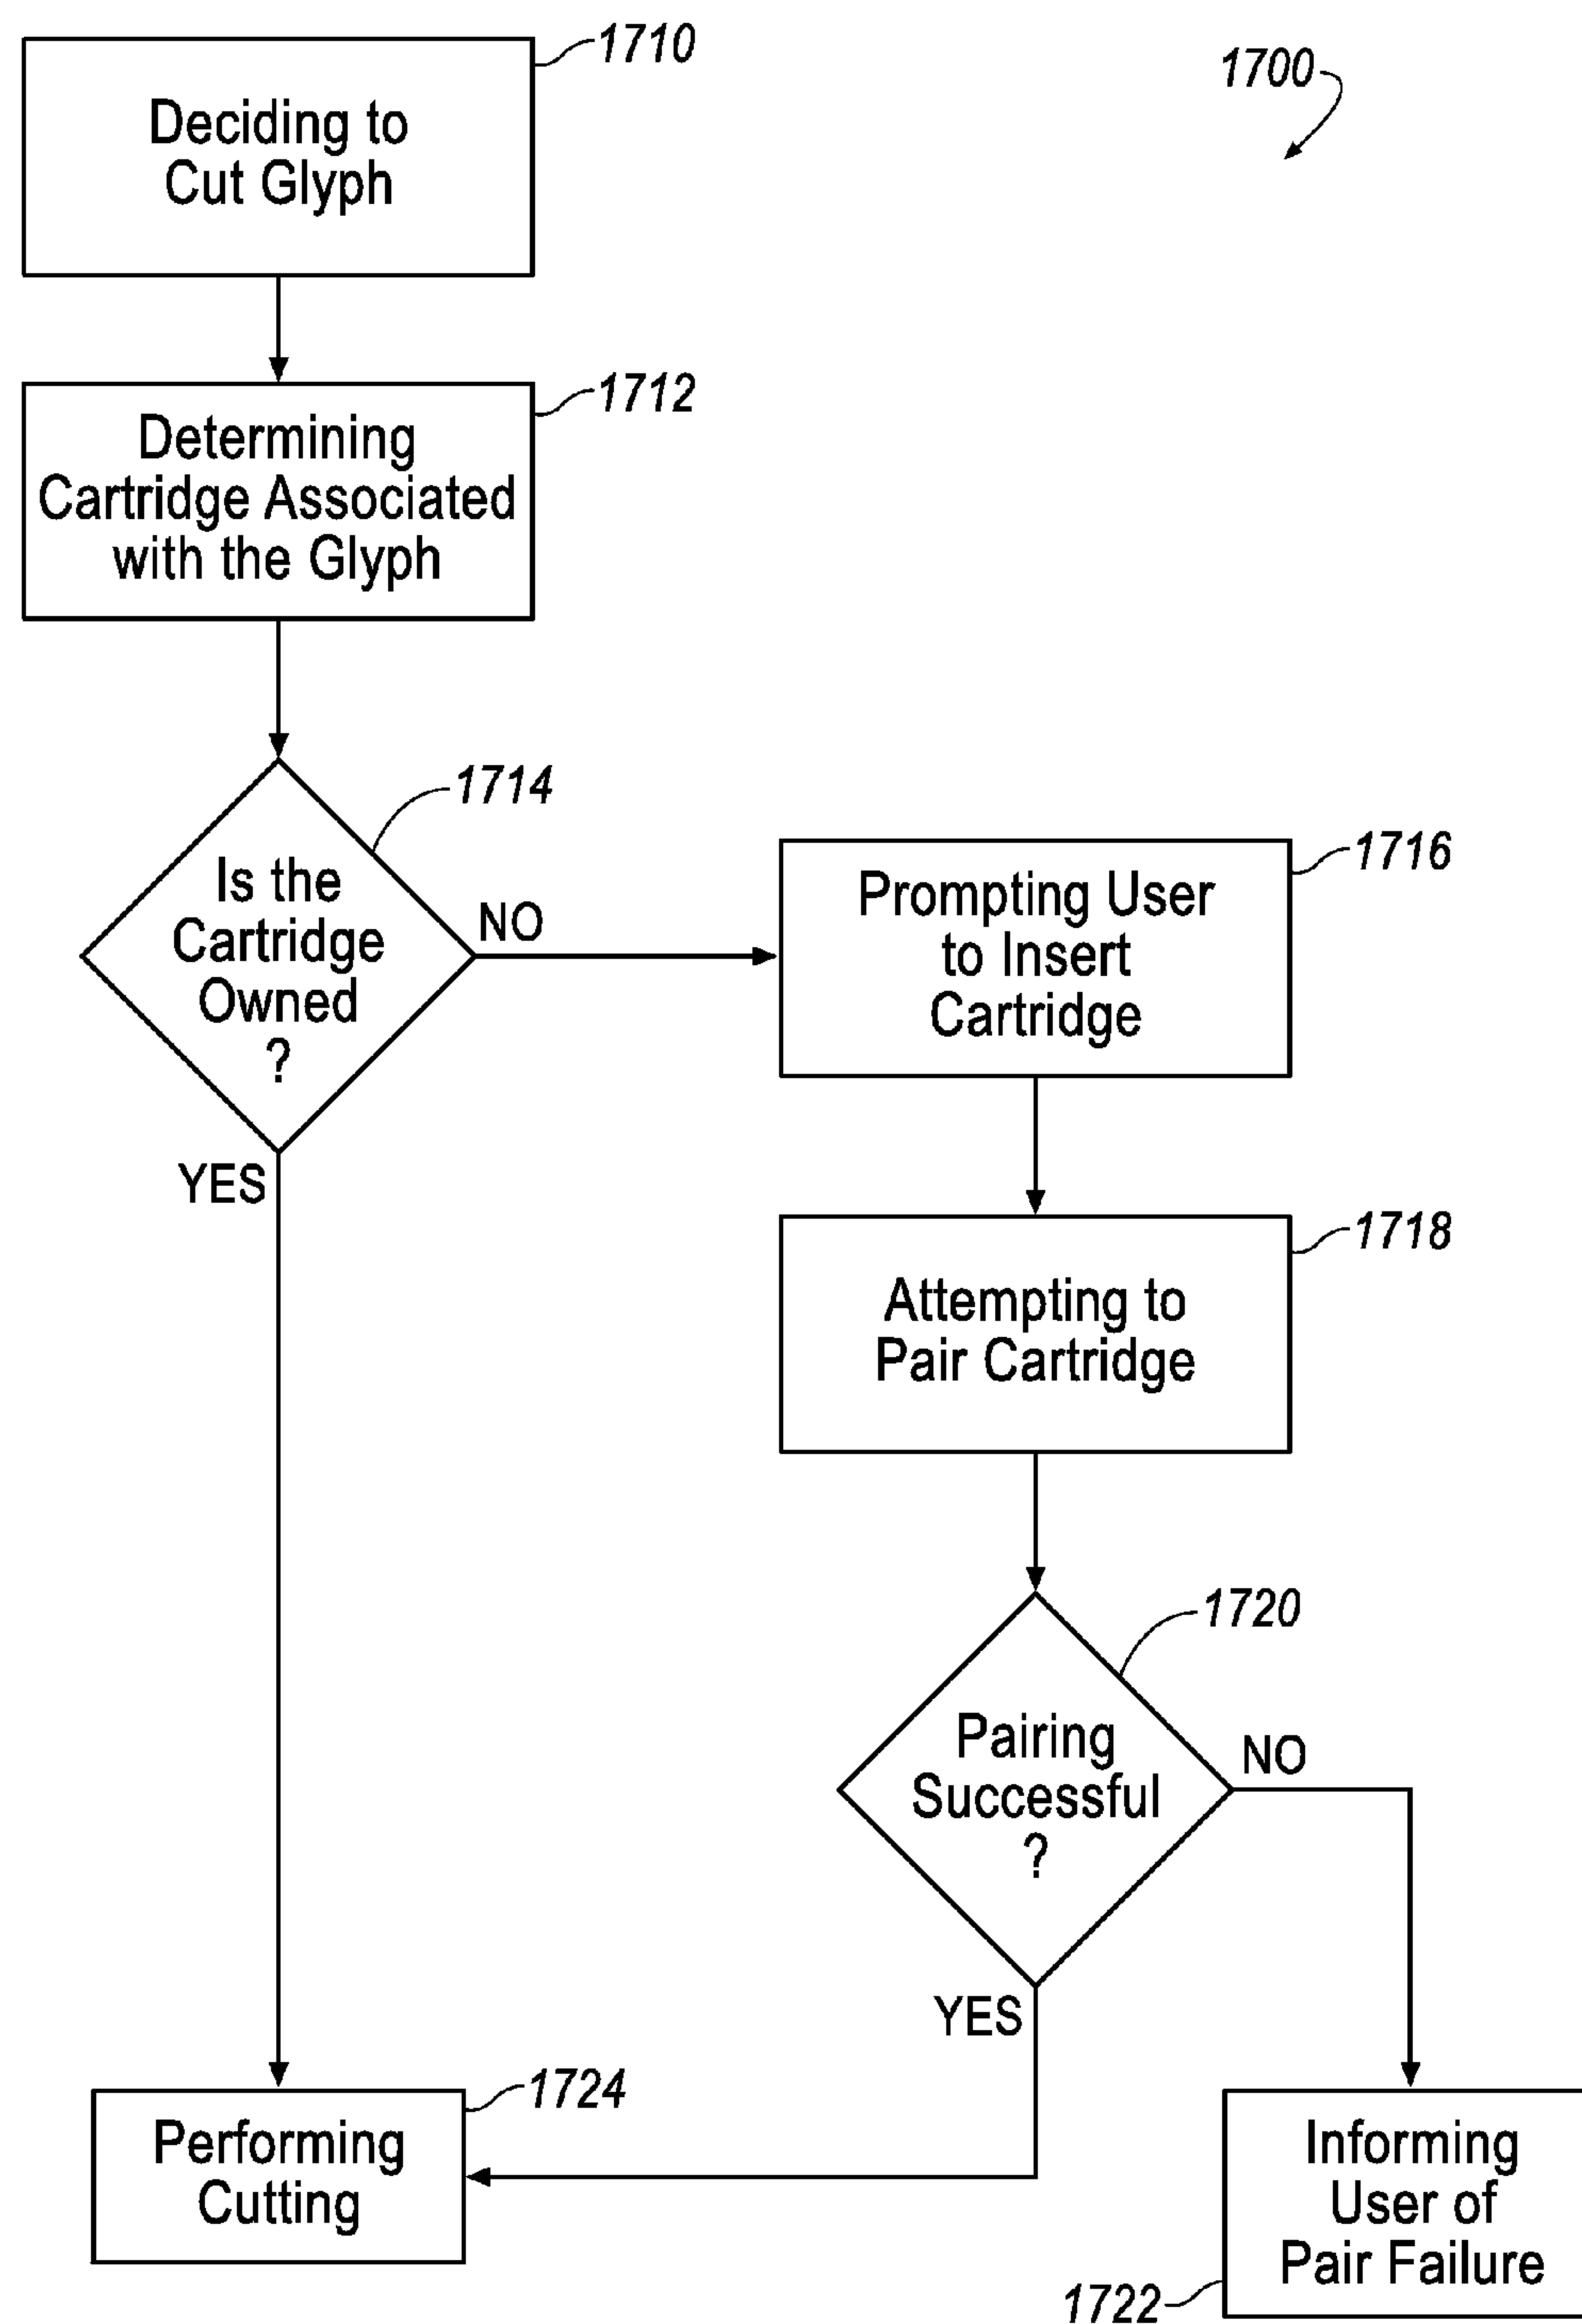 1710
1700
Deciding to
Cut Glyph
1712
Determining
Cartridge Associated
with the Glyph
1714
Is the
Cartridge
Owned
?
NO
YES
1716
Prompting User
to Insert
Cartridge
1718
Attempting to
Pair Cartridge
1720
Pairing
Successful
?
NO
YES
1724
Performing
Cutting
Informing
User of
Pair Failure
1722